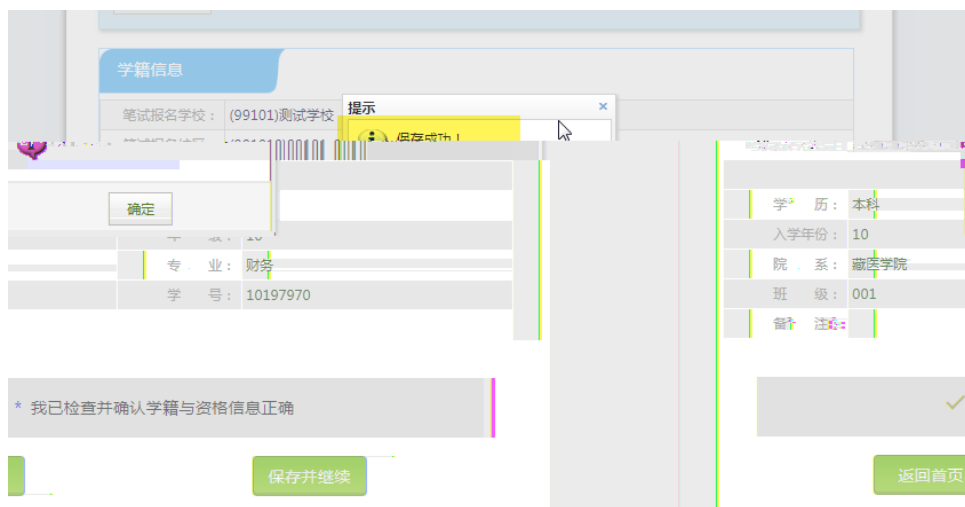 学籍信息
笔试报名学校： (99101)测试学校
提示
保存成功！
确定
学 历： 本科
入学年份： 10
专 业： 财务
院 系： 藏医学院
学 号： 10197970
班 级： 001
备 注：
* 我已检查并确认学籍与资格信息正确
保存并继续
返回首页